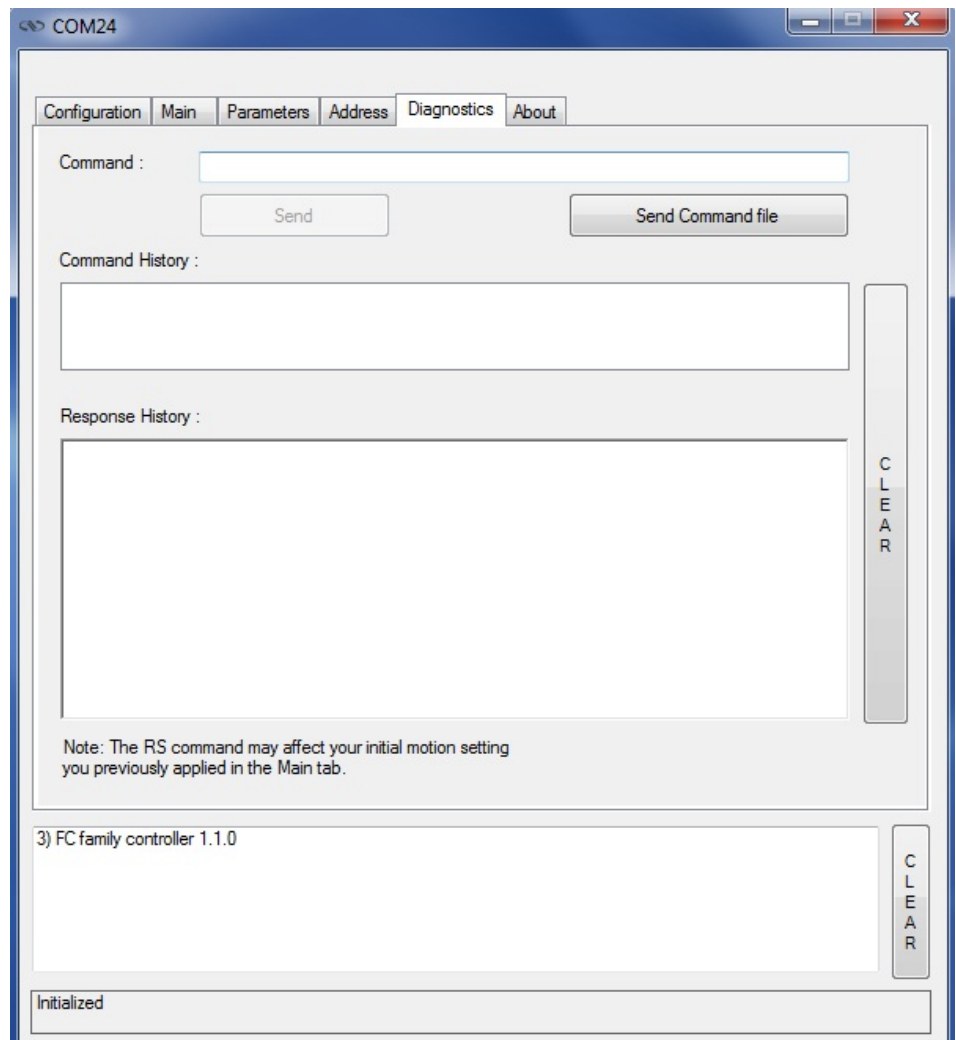 COM24
Configuration Main Parameters Address Diagnostics About
Command :
Send Send Command file
Command History :
CLEAR
Response History :
Note: The RS command may affect your initial motion setting
you previously applied in the Main tab.
3) FC family controller 1.1.0
CLEAR
Initialized